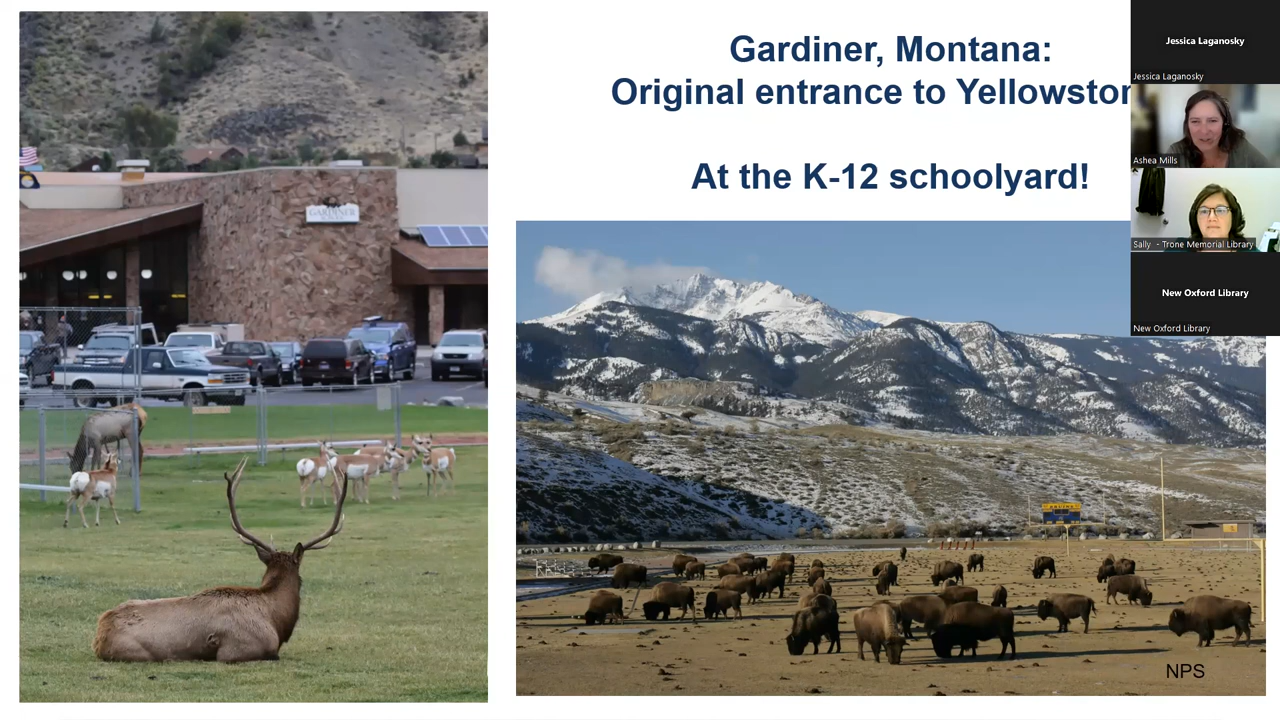 Gardiner, Montana:
Original entrance to Yellowston
At the K-12 schoolyard!
GARDINER
NPS
Jessica Laganosky
Jessica Laganosky
Ashea Mills
Sally - Trone Memorial Library
New Oxford Library
New Oxford Library